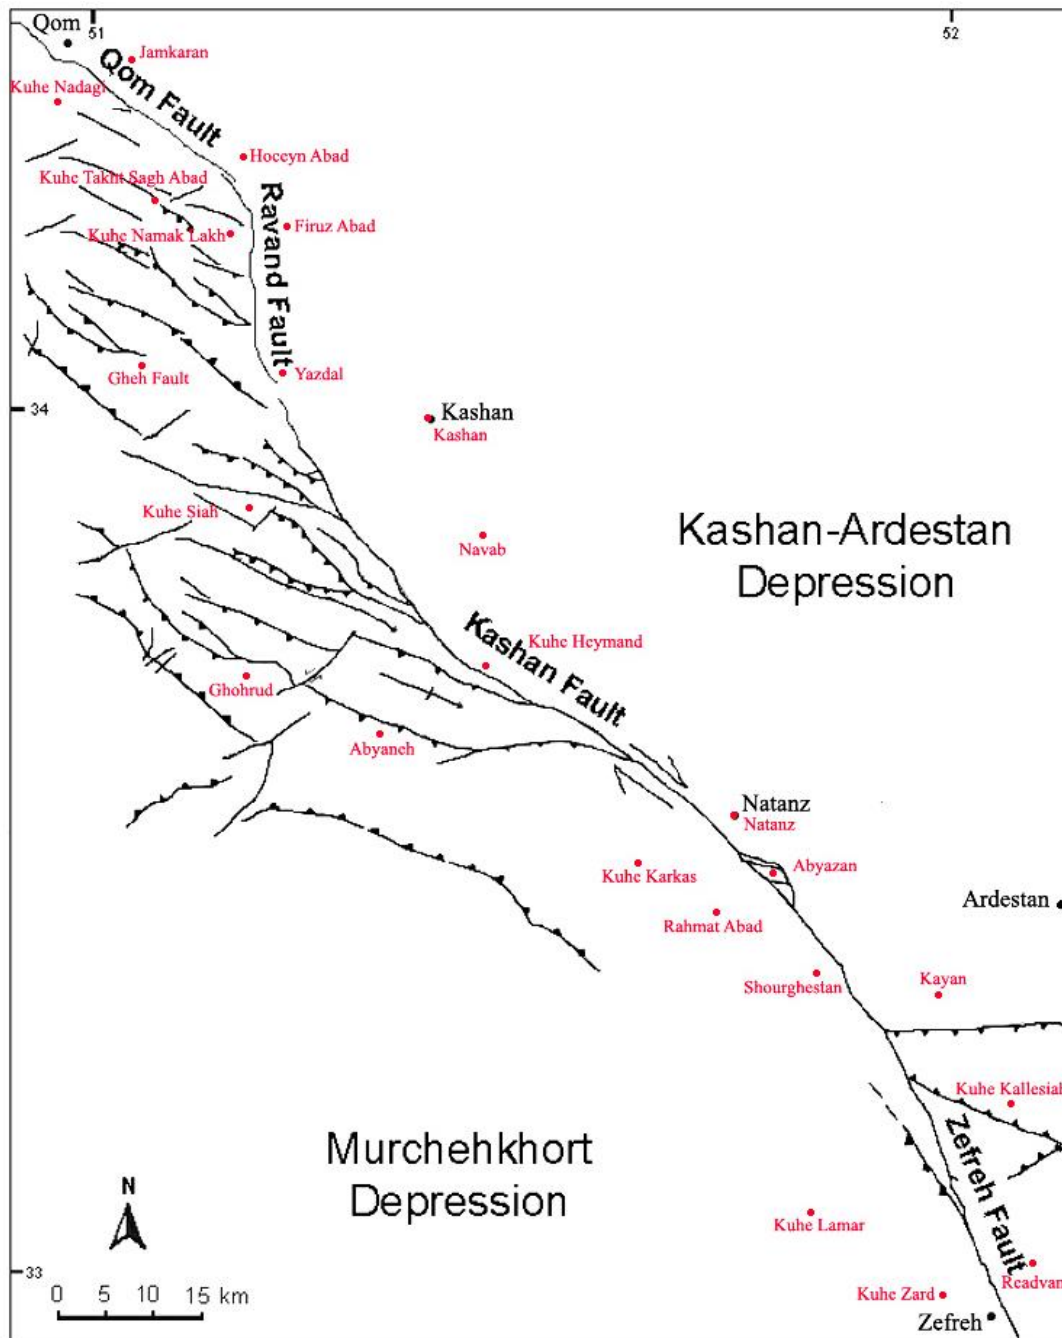 51
52
Qom
Jamkaran
Qom Fault
Kuhe Nadagi
Hoceyn Abad
Kuhe Takht Sagh Abad
Ravand Fault
Firuz Abad
Kuhe Namak Lakh
Gheh Fault
Yazdal
34
Kashan
Kashan
Kuhe Siah
Navab
Kashan-Ardestan
Depression
Kashan Fault
Kuhe Heymand
Ghohrud
Abyaneh
Natanz
Natanz
Kuhe Karkas
Abyazan
Ardestan
Rahmat Abad
Shourghestan
Kayan
Kuhe Kallesiah
Zefreh Fault
Murchehkhort
Depression
N
Kuhe Lamar
33
Readvan
0 5 10 15 km
Kuhe Zard
Zefreh